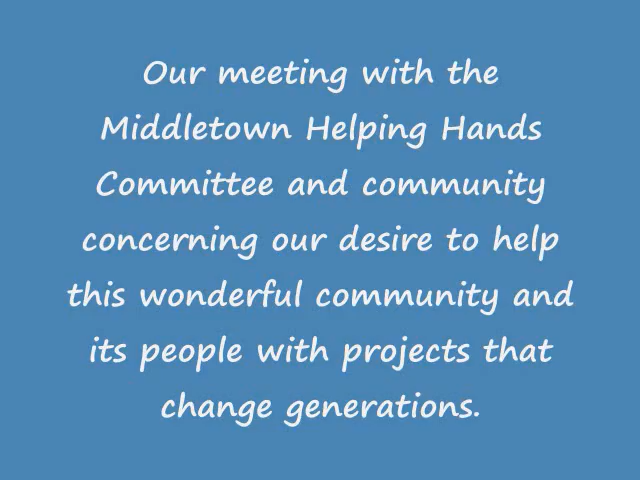 Our meeting with the
Middletown Helping Hands
Committee and community
concerning our desire to help
this wonderful community and
its people with projects that
change generations.